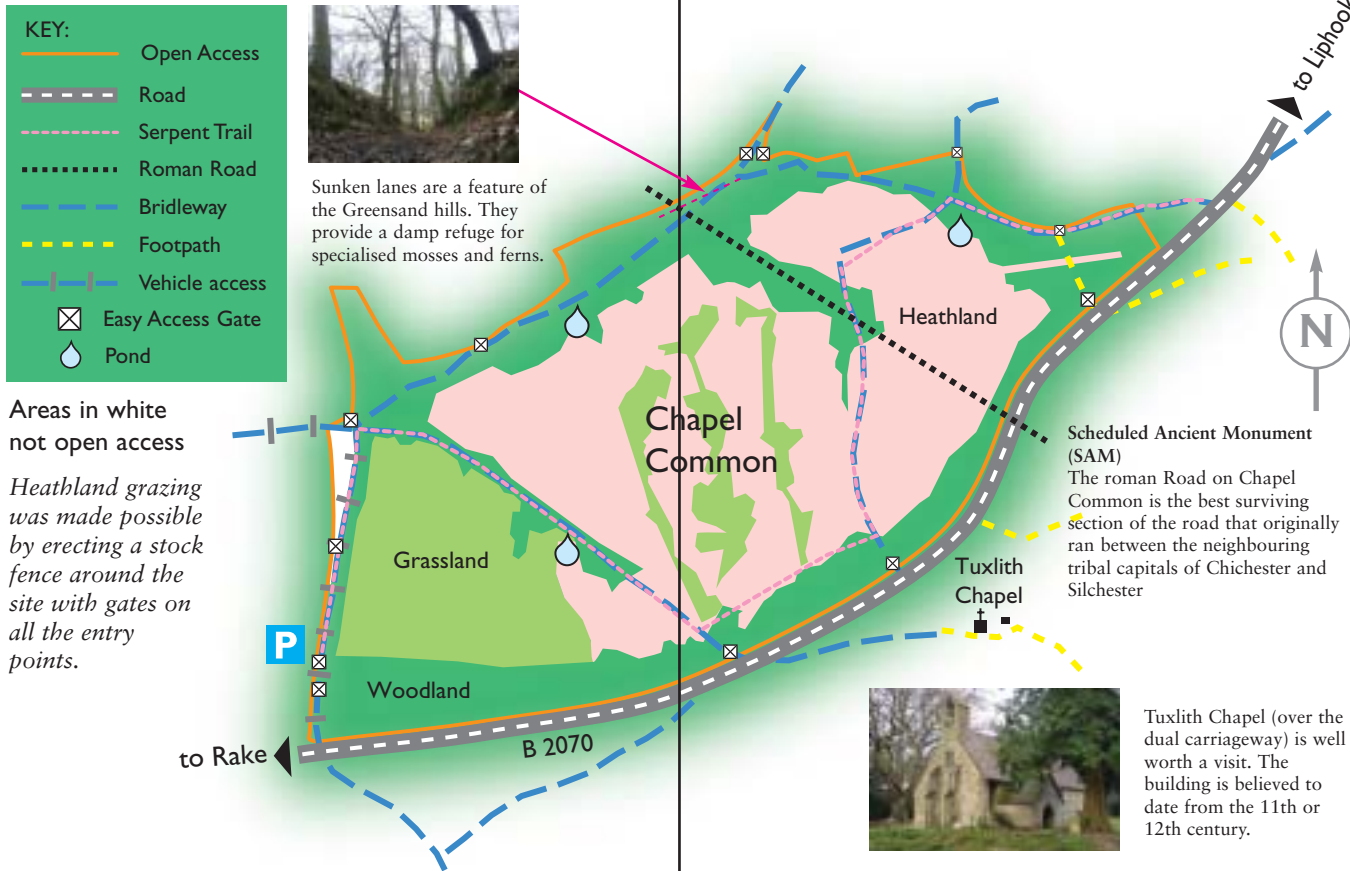 KEY:
Open Access
Road
Serpent Trail
Roman Road
Bridleway
Footpath
Vehicle access
Easy Access Gate
Pond
Areas in white
not open access
Heathland grazing
was made possible
by erecting a stock
fence around the
site with gates on
all the entry
points.
Sunken lanes are a feature of
the Greensand hills. They
provide a damp refuge for
specialised mosses and ferns.
to Liphook
N
Heathland
Chapel
Common
Grassland
Woodland
P
to Rake
B 2070
Scheduled Ancient Monument
(SAM)
The roman Road on Chapel
Common is the best surviving
section of the road that originally
ran between the neighbouring
tribal capitals of Chichester and
Silchester
Tuxlith
Chapel
Tuxlith Chapel (over the
dual carriageway) is well
worth a visit. The
building is believed to
date from the 11th or
12th century.